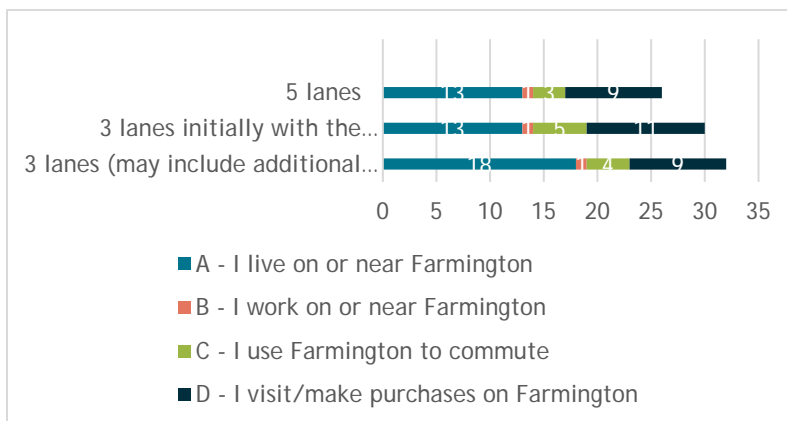 5 lanes 13 1 3 9
3 lanes initially with the... 13 1 5 11
3 lanes (may include additional... 18 1 4 9
0 5 10 15 20 25 30 35
A - I live on or near Farmington
B - I work on or near Farmington
C - I use Farmington to commute
D - I visit/make purchases on Farmington